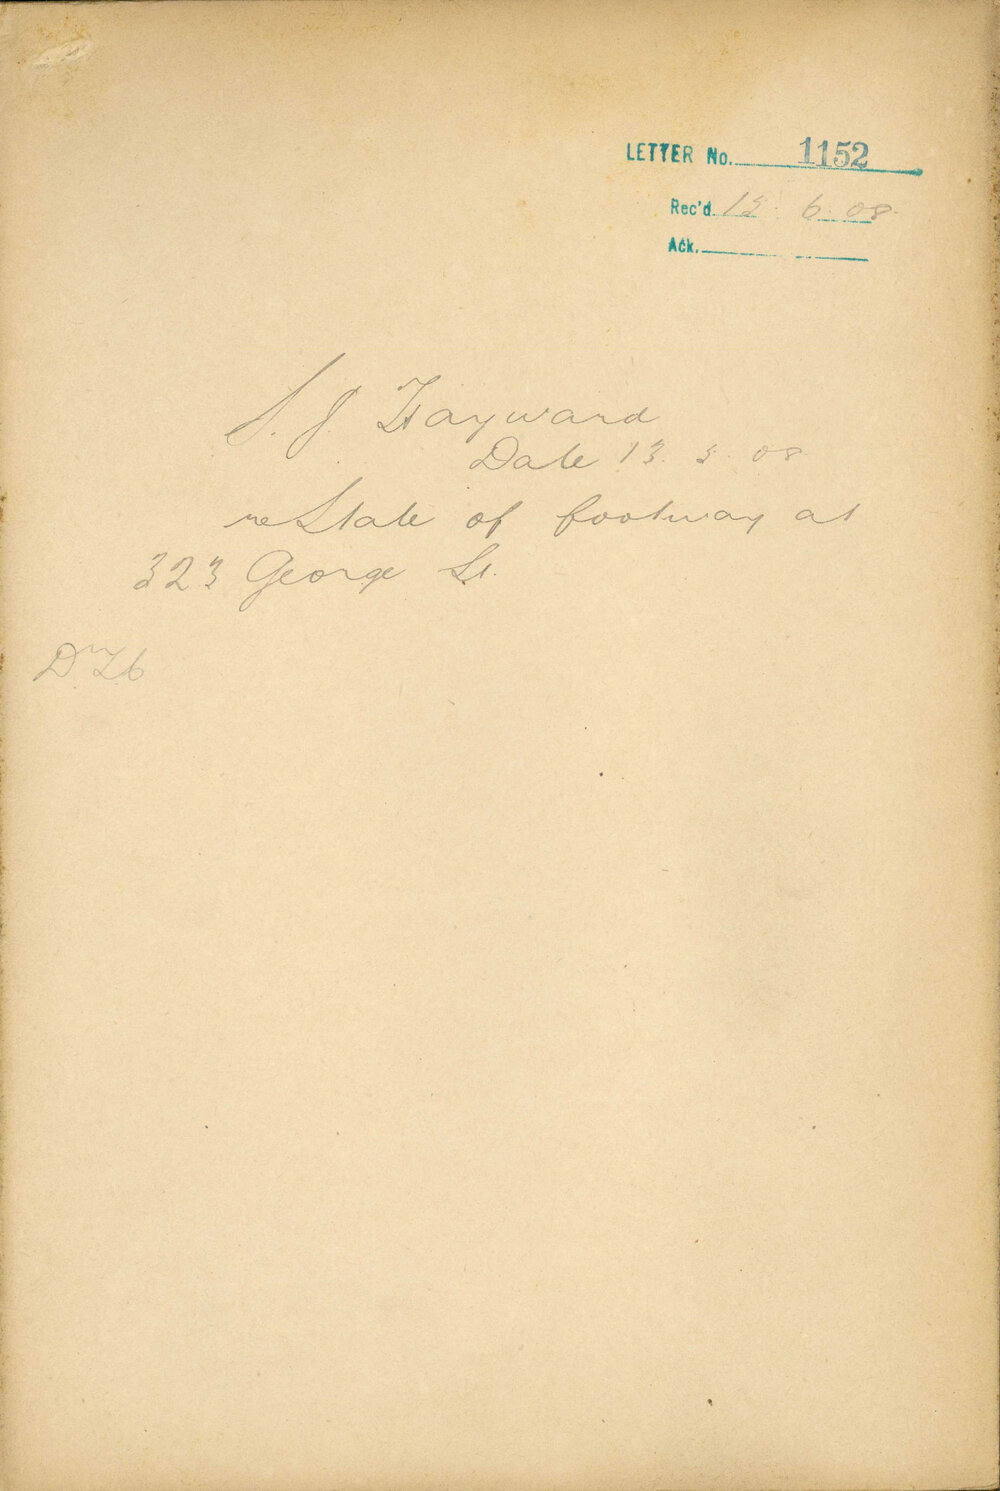 LETTER No. 1152
Rec'd. 15. 6. 08.
Ack.
S. J. Hayward
Date 13. 5. 08
re State of footway at
323 George St.